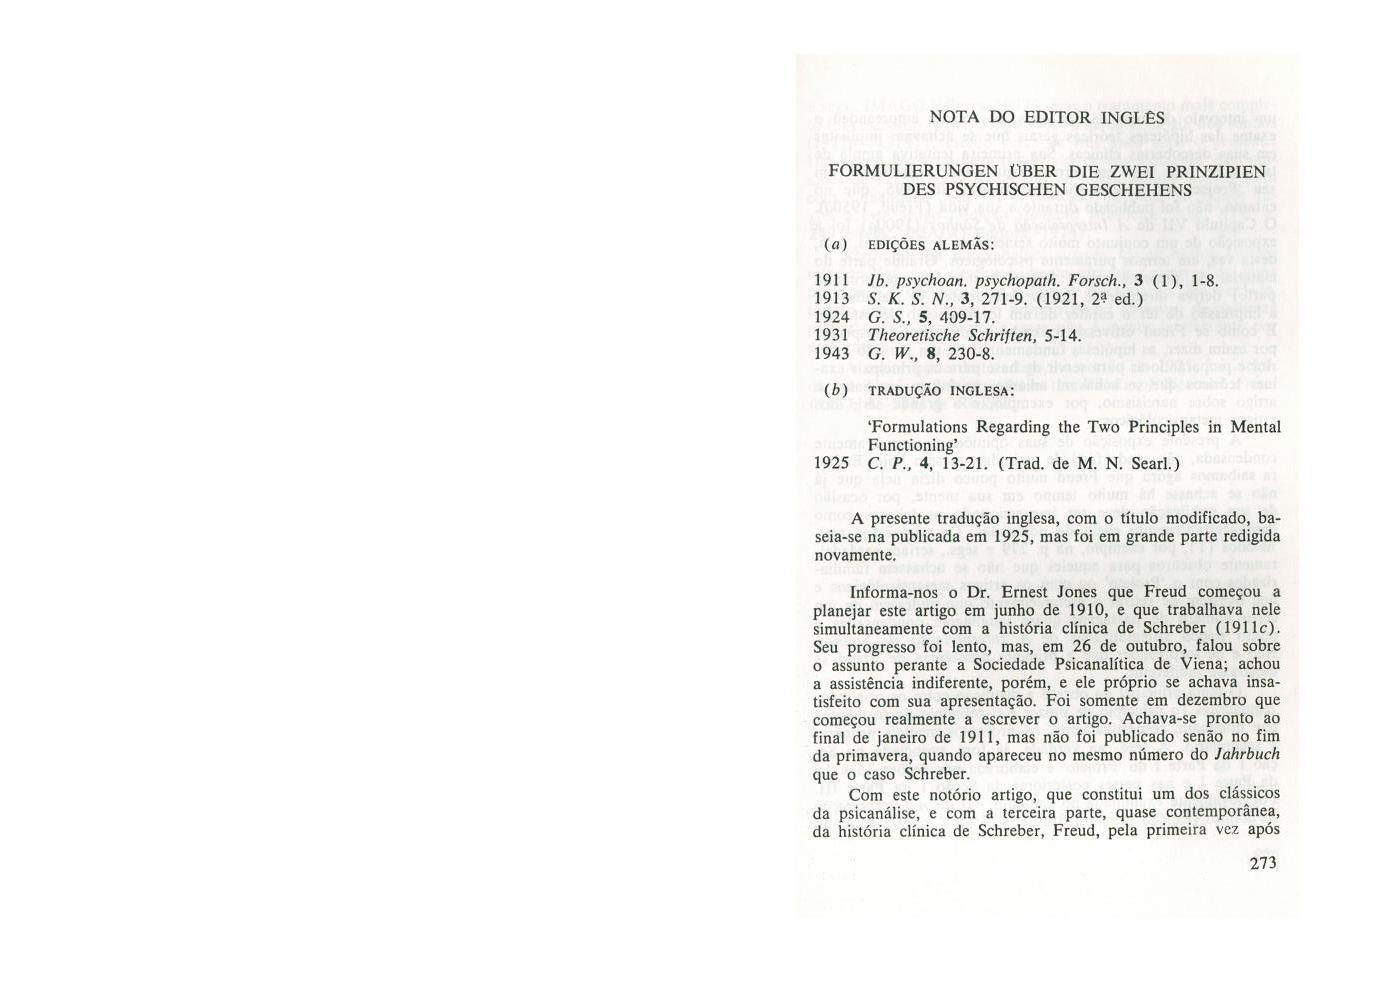 NOTA DO EDITOR INGLÊS
FORMULIERUNGEN ÜBER DIE ZWEI PRINZIPIEN
DES PSYCHISCHEN GESCHEHENS
(a) EDIÇÕES ALEMÃS:
1911 Jb. psychoan. psychopath. Forsch., 3 (1), 1-8.
1913 S. K. S. N., 3, 271-9. (1921, 2ª ed.)
1924 G. S., 5, 409-17.
1931 Theoretische Schriften, 5-14.
1943 G. W., 8, 230-8.
(b) TRADUÇÃO INGLESA:
‘Formulations Regarding the Two Principles in Mental
Functioning’
1925 C. P., 4, 13-21. (Trad. de M. N. Searl.)
A presente tradução inglesa, com o título modificado, ba-
seia-se na publicada em 1925, mas foi em grande parte redigida
novamente.
Informa-nos o Dr. Ernest Jones que Freud começou a
planejar este artigo em junho de 1910, e que trabalhava nele
simultaneamente com a história clínica de Schreber (1911c).
Seu progresso foi lento, mas, em 26 de outubro, falou sobre
o assunto perante a Sociedade Psicanalítica de Viena; achou
a assistência indiferente, porém, e ele próprio se achava insa-
tisfeito com sua apresentação. Foi somente em dezembro que
começou realmente a escrever o artigo. Achava-se pronto ao
final de janeiro de 1911, mas não foi publicado senão no fim
da primavera, quando apareceu no mesmo número do Jahrbuch
que o caso Schreber.
Com este notório artigo, que constitui um dos clássicos
da psicanálise, e com a terceira parte, quase contemporânea,
da história clínica de Schreber, Freud, pela primeira vez após
273